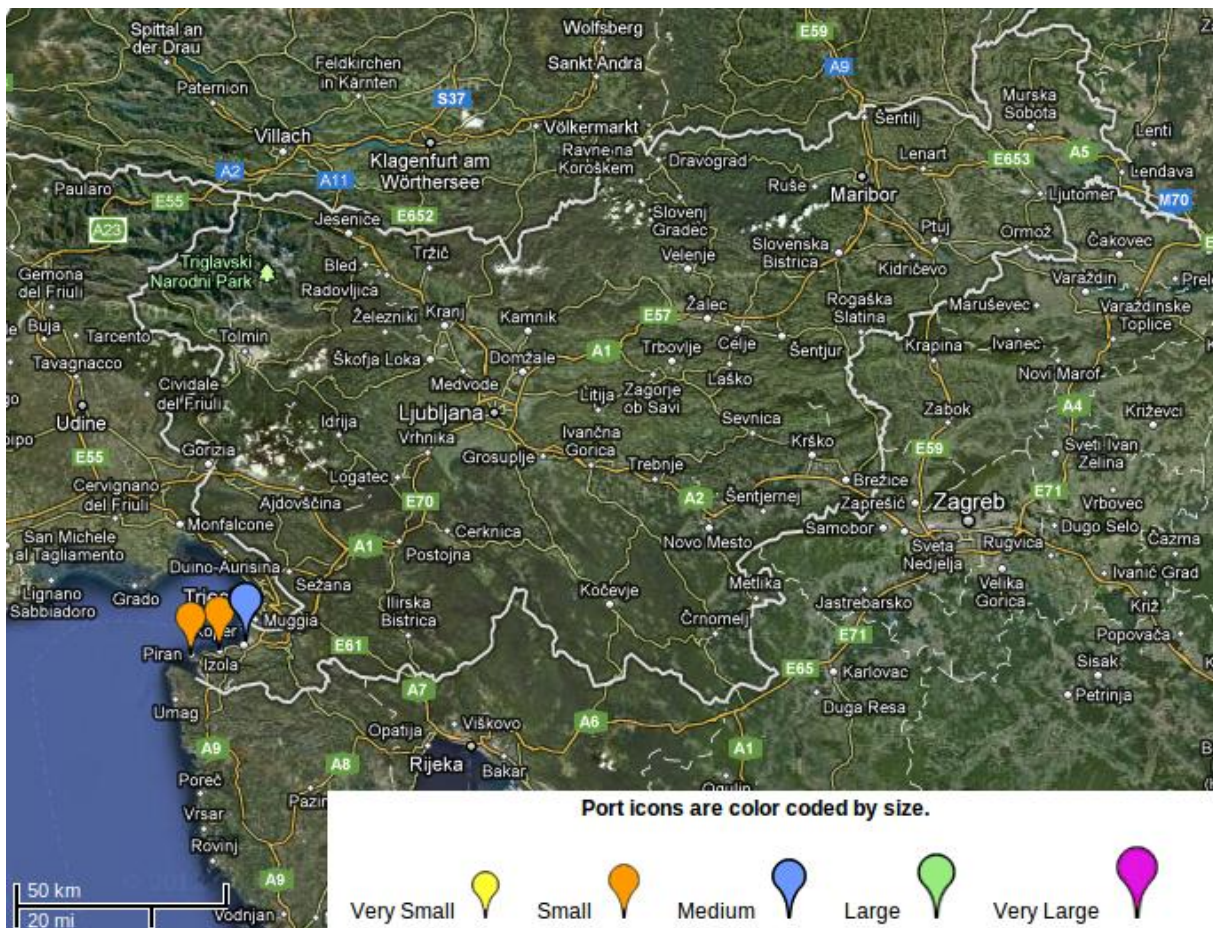 Spittal an
der Drau
Wolfsberg
E59
Feldkirchen
in Kärnten
Sankt Andrä
A9
Paternion
S37
Murska
Sobota
Villach
Völkermarkt
Šentilj
Lenti
Klagenfurt am
Wörthersee
Ravne na
Koroškem
Dravograd
Lenart
E653
A5
A2
A11
Ruše
Maribor
Lendava
Paularo
E55
Jesenice
E652
Slovenj
Gradec
Ljutomer
M70
A23
Tržič
Velenje
Slovenska
Bistrica
Ptuj
Ormož
Čakovec
Triglavski
Narodni Park
Bled
Kidričevo
Gemona
del Friuli
Radovljica
Varaždin
Prel
Buja
Tarcento
Tolmin
Železniki
Kranj
Kamnik
E57
Žalec
Rogaška
Slatina
Maruševec
Varaždinske
Toplice
Tavagnacco
Škofja Loka
Domžale
A1
Trbovlje
Celje
Šentjur
Krapina
Ivanec
Cividale
del Friuli
Medvode
Litija
Zagorje
ob Savi
Laško
Novi Marof
Udine
Ljubljana
Idrija
Sevnica
Zabok
A4
Križevci
Gorizia
Vrhnika
Ivančna
Gorica
Krško
E59
Sveti Ivan
Zelina
E55
Logatec
Grosuplje
Trebnje
Brežice
E71
Cervignano
del Friuli
Ajdovščina
E70
A2
Šentjernej
Zaprešić
Zagreb
Vrbovec
Monfalcone
Cerknica
Samobor
Dugo Selo
San Michele
al Tagliamento
A1
Postojna
Novo Mesto
Sveta
Nedjelja
Rugvica
Čazma
Duino-Aurisina
Sežana
Metlika
Velika
Gorica
Ivanić Grad
Lignano
Sabbiadoro
Grado
Kočevje
Jastrebarsko
Križ
Muggia
Ilirska
Bistrica
Črnomelj
E71
Popovača
Piran
Izola
E61
E65
Karlovac
Sisak
Umag
A7
Duga Resa
Petrinja
A9
Opatija
Viškovo
A6
A1
Poreč
A8
Rijeka
Bakar
Vrsar
Rovinj
A9
Vodnjan
50 km
20 mi
Port icons are color coded by size.
Very Small Small Medium Large Very Large